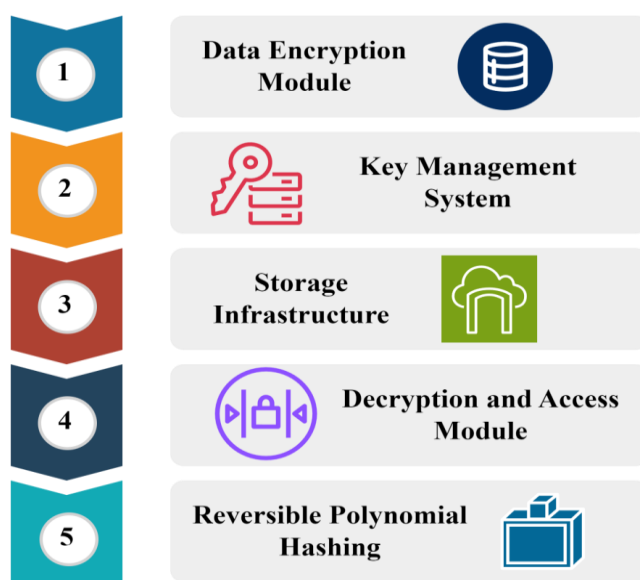 1
Data Encryption
Module
2
Key Management
System
3
Storage
Infrastructure
4
Decryption and Access
Module
5
Reversible Polynomial
Hashing